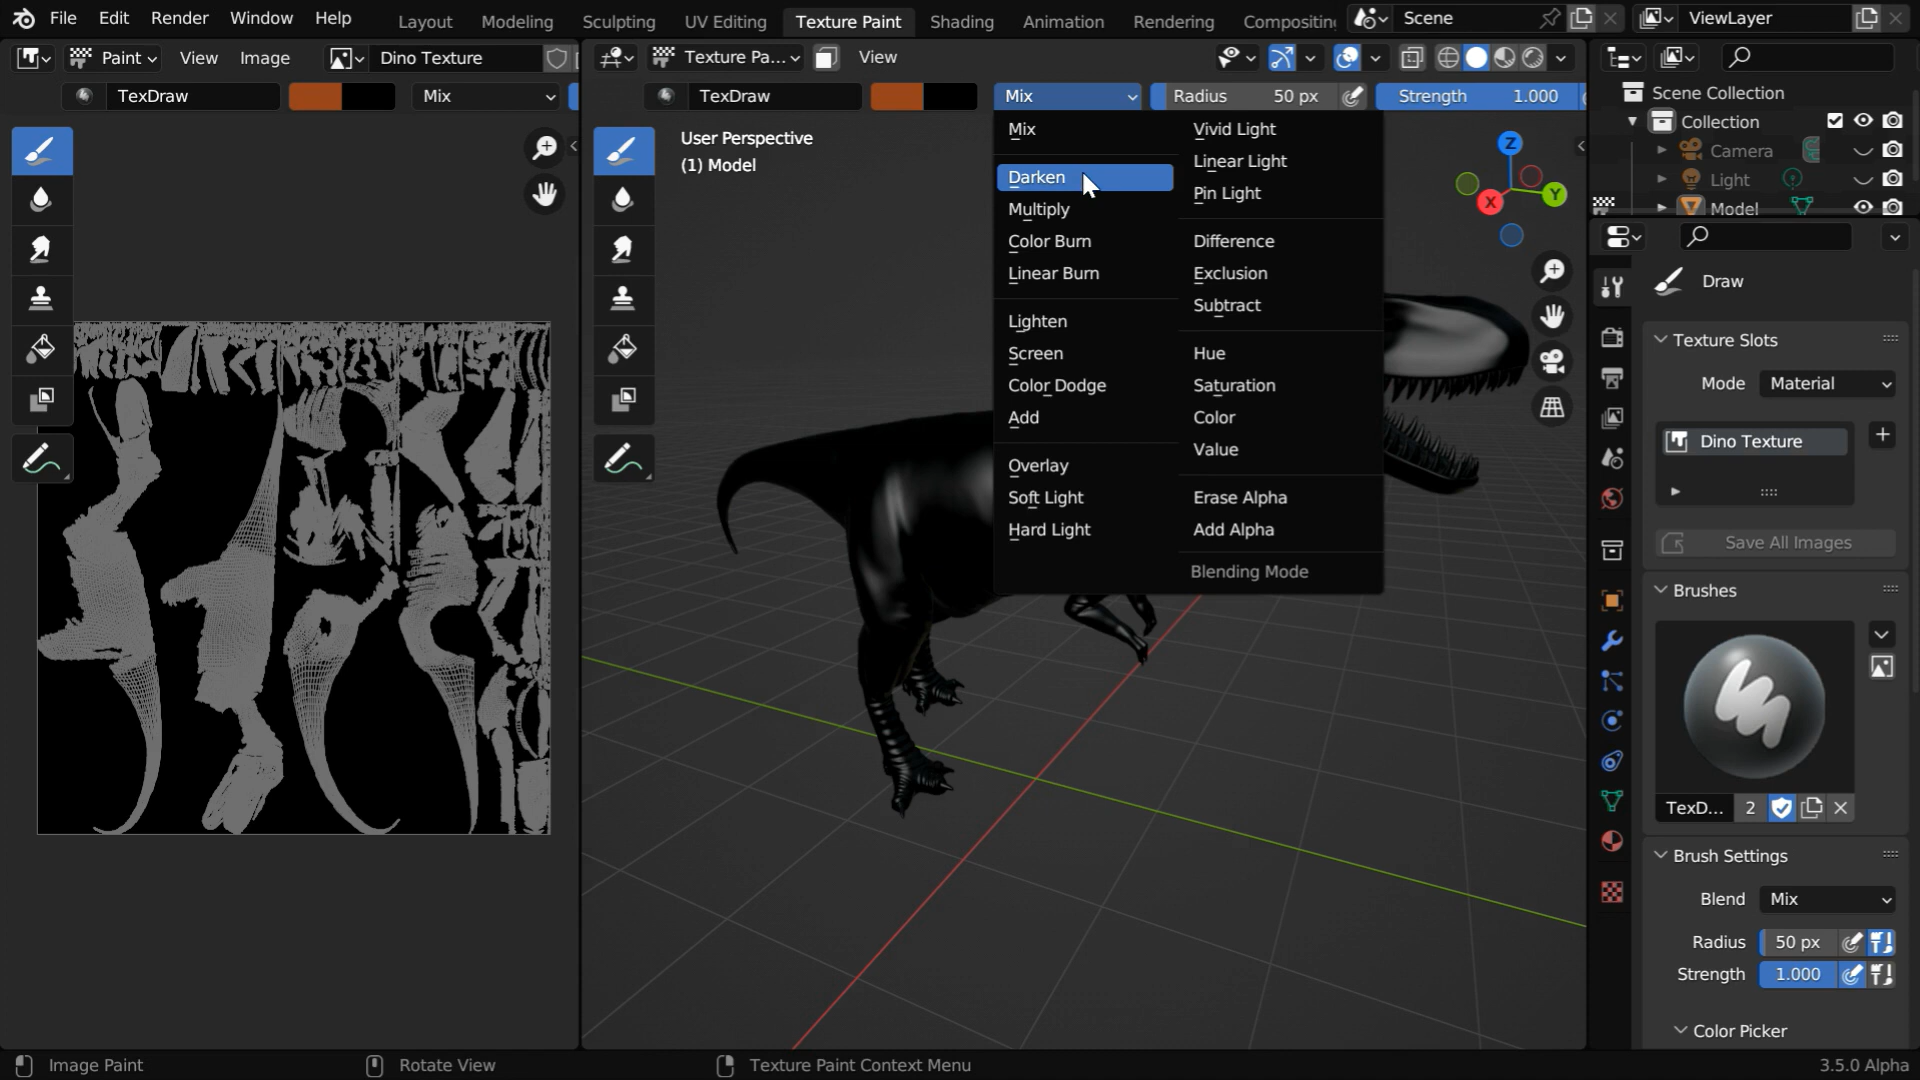 File Edit Render Window Help Layout Modeling Sculpting UV Editing Texture Paint Shading Animation Rendering Compositin Scene ViewLayer
Paint View Image Dino Texture Texture Pa... View
TexDraw Mix TexDraw Mix Radius 50 px Strength 1.000
User Perspective
(1) Model
Mix
Darken
Multiply
Color Burn
Linear Burn
Lighten
Screen
Color Dodge
Add
Overlay
Soft Light
Hard Light
Vivid Light
Linear Light
Pin Light
Difference
Exclusion
Subtract
Hue
Saturation
Color
Value
Erase Alpha
Add Alpha
Blending Mode
Z
Y
X
Scene Collection
Collection
Camera
Light
Model
Draw
Texture Slots
Mode Material
Dino Texture
Save All Images
Brushes
TexD... 2
Brush Settings
Blend Mix
Radius 50 px
Strength 1.000
Color Picker
Image Paint Rotate View Texture Paint Context Menu 3.5.0 Alpha